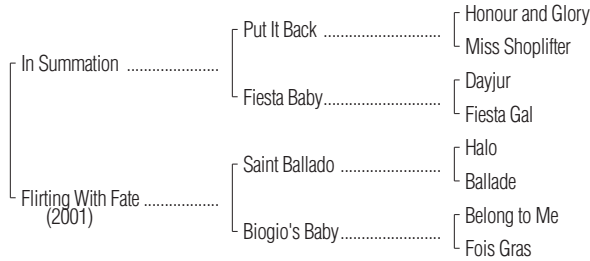 Honour and Glory
Put It Back ............................
Miss Shoplifter
In Summation ......................
Dayjur
Fiesta Baby............................
Fiesta Gal
Halo
Saint Ballado ........................
Ballade
Flirting With Fate ..................
(2001)
Belong to Me
Biogio's Baby........................
Fois Gras